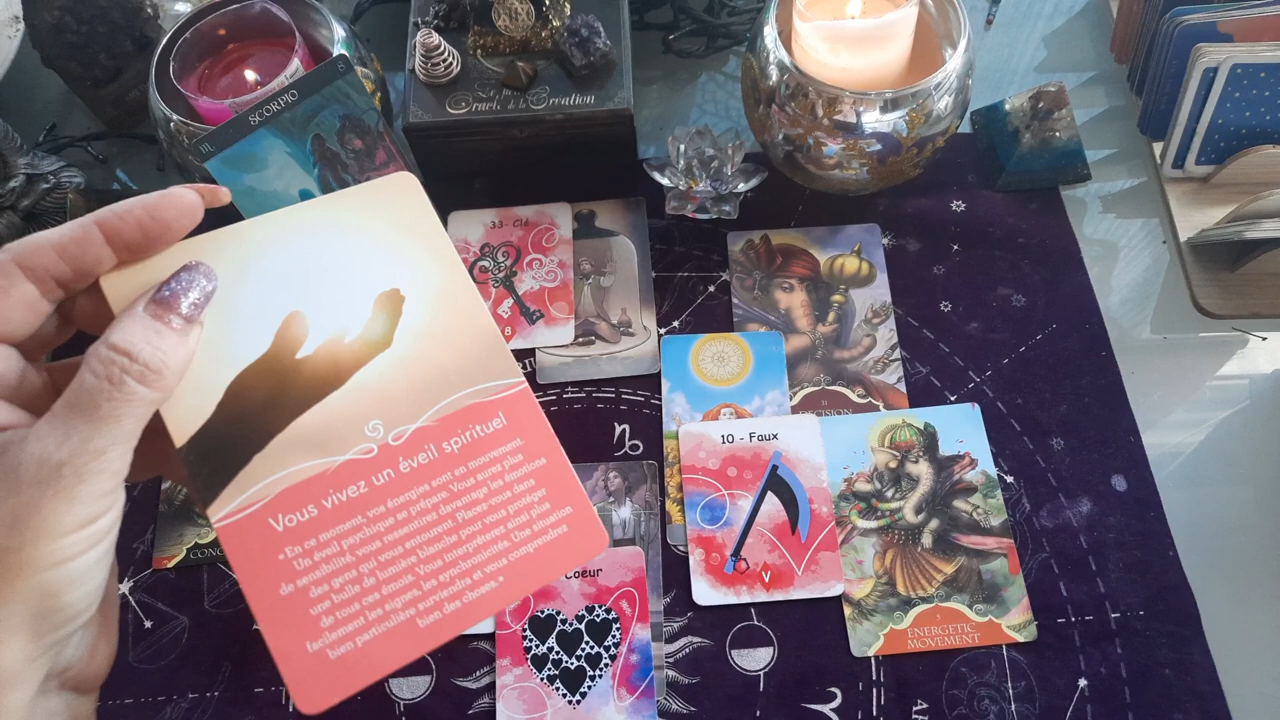 8
SCORPIO
♏
Oracle de la Création
33- Clé
8
31
DECISION
10 - Faux
V
5
ENERGETIC
MOVEMENT
Coeur
CONC
Vous vivez un éveil spirituel
« En ce moment, vos énergies sont en mouvement.
Un éveil psychique se prépare. Vous aurez plus
de sensibilité, vous ressentirez davantage les émotions
des gens qui vous entourent. Placez-vous dans
une bulle de lumière blanche pour vous protéger
de tous ces émois. Vous interpréterez ainsi plus
facilement les signes, les synchronicités. Une situation
bien particulière surviendra et vous comprendrez
bien des choses. »